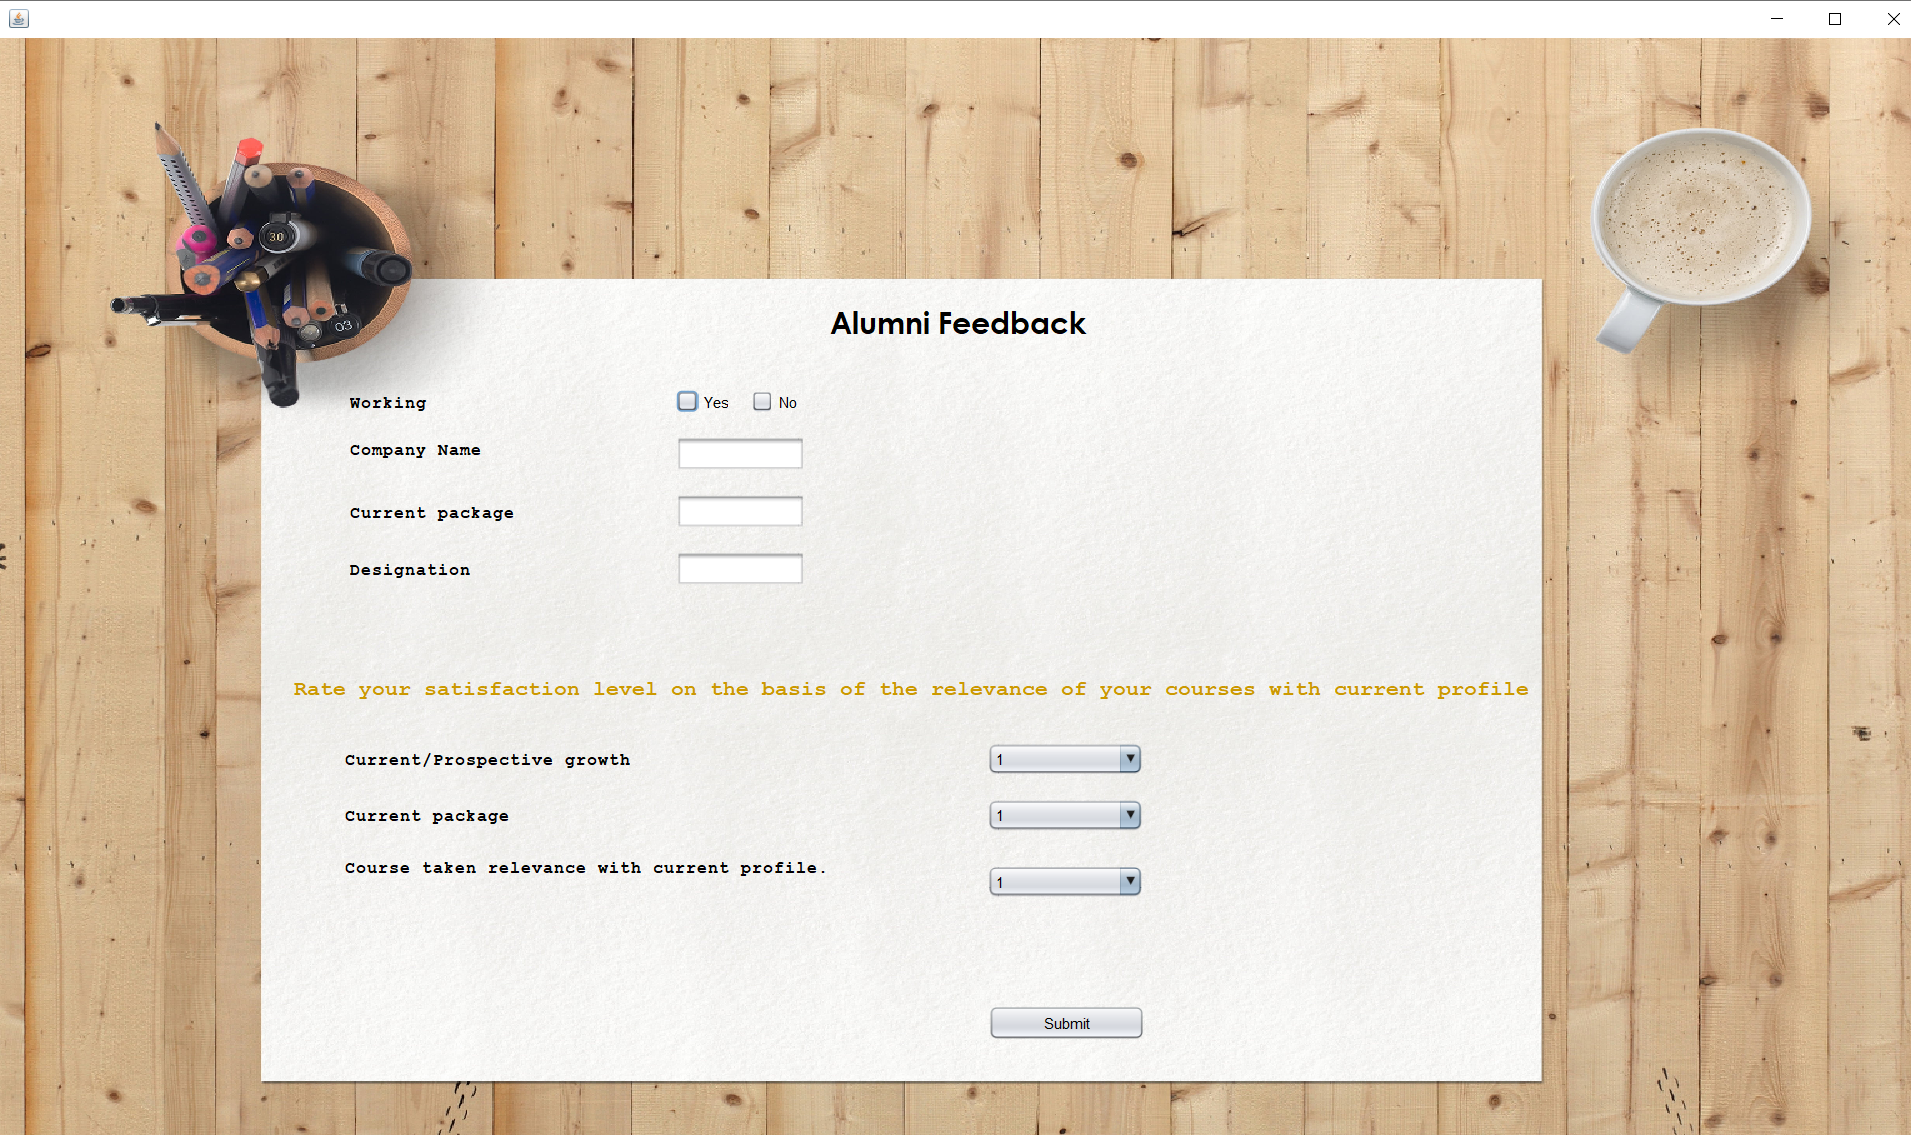 Alumni Feedback
Working Yes No
Company Name
Current package
Designation
Rate your satisfaction level on the basis of the relevance of your courses with current profile
Current/Prospective growth 1
Current package 1
Course taken relevance with current profile. 1
Submit
30
03